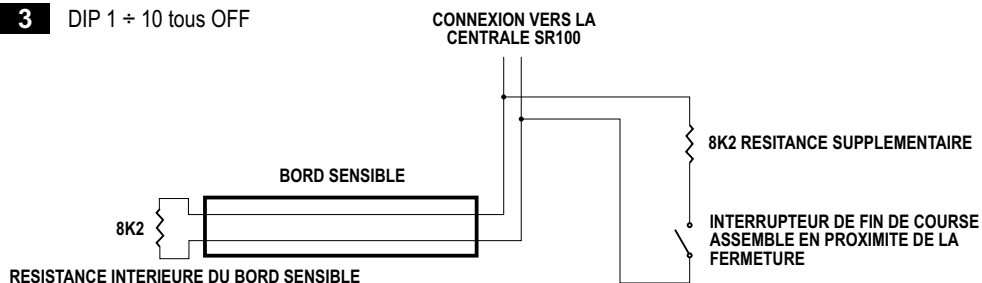 3 DIP 1 ÷ 10 tous OFF
CONNEXION VERS LA
CENTRALE SR100
8K2 RESITANCE SUPPLEMENTAIRE
BORD SENSIBLE
8K2
INTERRUPTEUR DE FIN DE COURSE
ASSEMBLE EN PROXIMITE DE LA
FERMETURE
RESISTANCE INTERIEURE DU BORD SENSIBLE